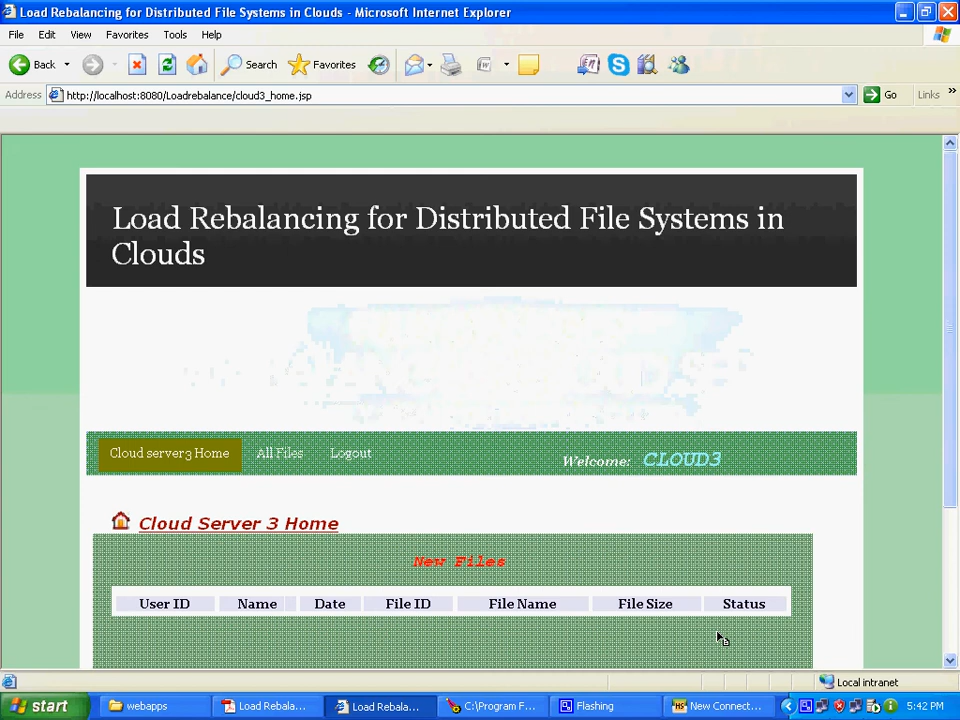 Load Rebalancing for Distributed File Systems in Clouds - Microsoft Internet Explorer
File Edit View Favorites Tools Help
Back Search Favorites
Address http://localhost:8080/Loadrebalance/cloud3_home.jsp Go Links »
Load Rebalancing for Distributed File Systems in
Clouds
Cloud server3 Home All Files Logout Welcome: CLOUD3
Cloud Server 3 Home
New Files
User ID Name Date File ID File Name File Size Status
Local intranet
start webapps Load Rebala... Load Rebala... C:\Program F... Flashing New Connect... 5:42 PM